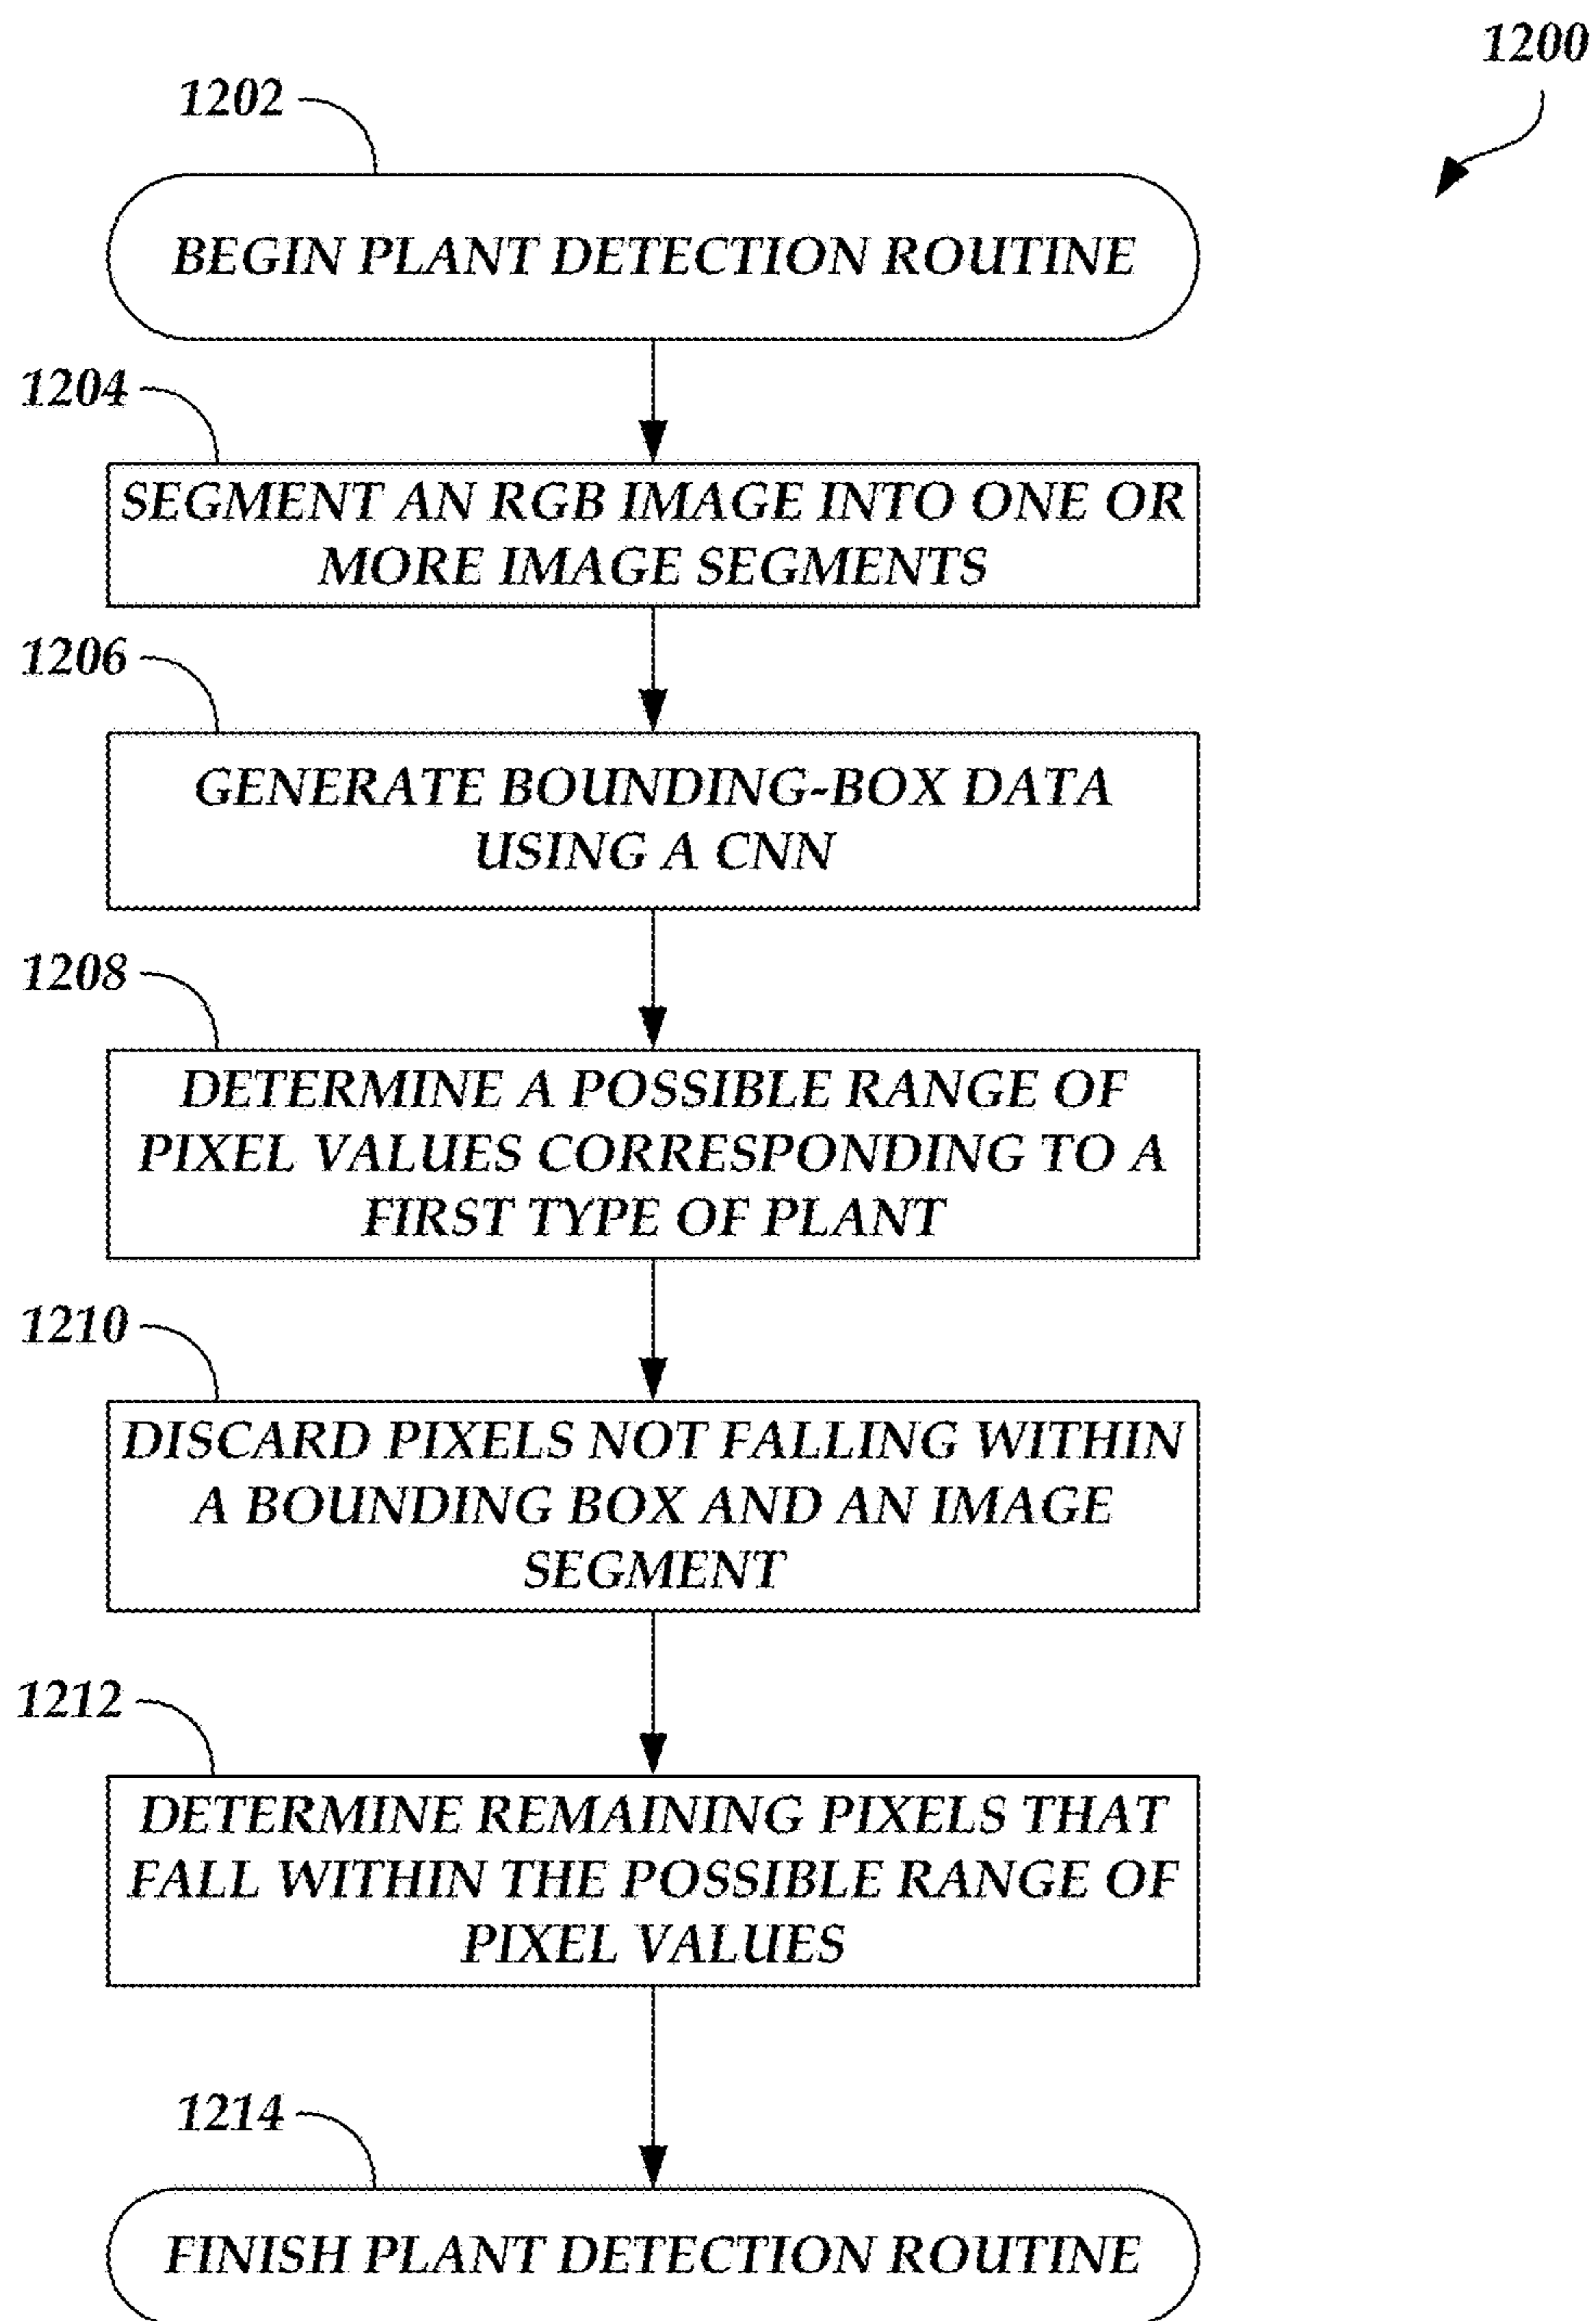 1200
1202
BEGIN PLANT DETECTION ROUTINE
1204
SEGMENT AN RGB IMAGE INTO ONE OR
MORE IMAGE SEGMENTS
1206
GENERATE BOUNDING-BOX DATA
USING A CNN
1208
DETERMINE A POSSIBLE RANGE OF
PIXEL VALUES CORRESPONDING TO A
FIRST TYPE OF PLANT
1210
DISCARD PIXELS NOT FALLING WITHIN
A BOUNDING BOX AND AN IMAGE
SEGMENT
1212
DETERMINE REMAINING PIXELS THAT
FALL WITHIN THE POSSIBLE RANGE OF
PIXEL VALUES
1214
FINISH PLANT DETECTION ROUTINE